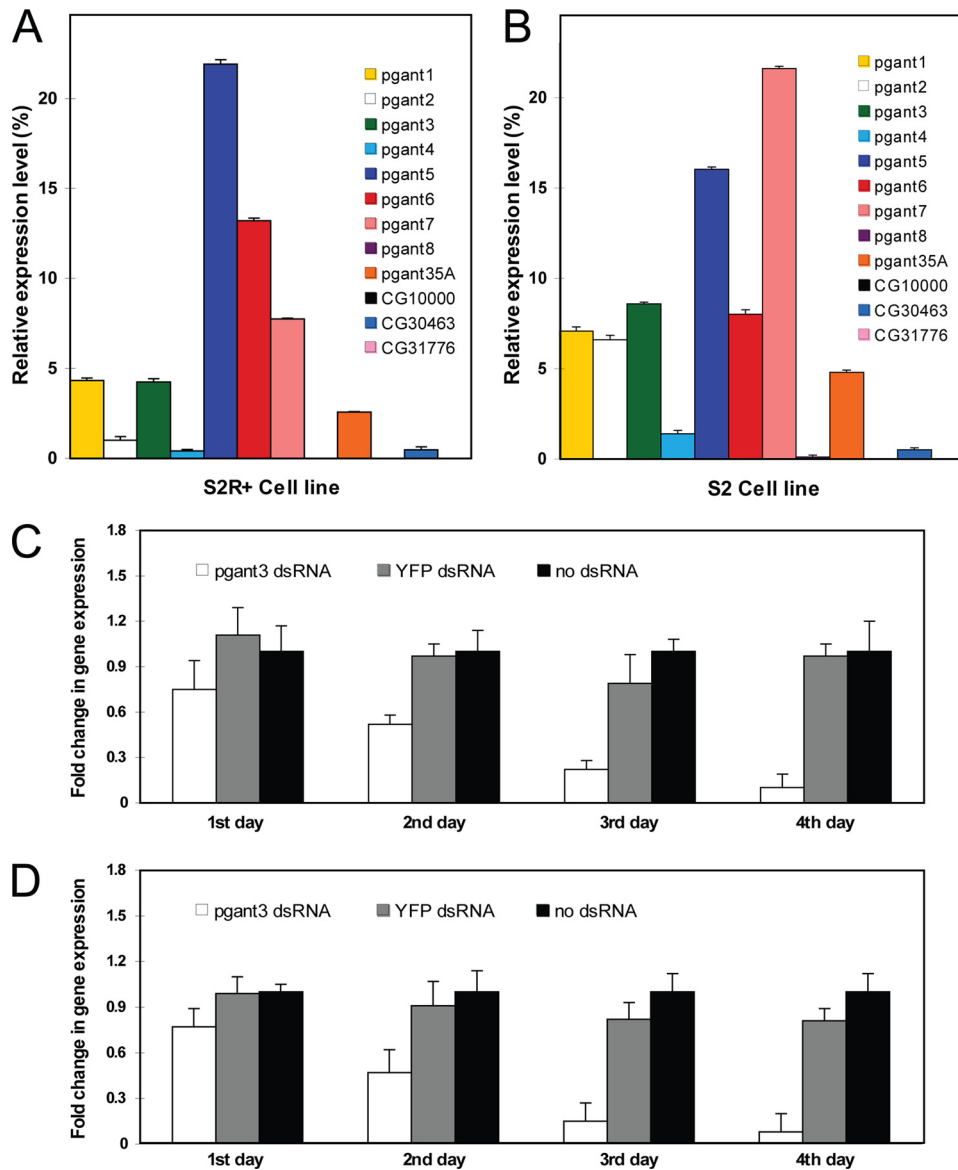 A
Relative expression level (%)
20
15
10
5
0
pgant1
pgant2
pgant3
pgant4
pgant5
pgant6
pgant7
pgant8
pgant35A
CG10000
CG30463
CG31776
S2R+ Cell line
B
Relative expression level (%)
20
15
10
5
0
pgant1
pgant2
pgant3
pgant4
pgant5
pgant6
pgant7
pgant8
pgant35A
CG10000
CG30463
CG31776
S2 Cell line
C
Fold change in gene expression
1.8
1.5
1.2
0.9
0.6
0.3
0
pgant3 dsRNA
YFP dsRNA
no dsRNA
1st day
2nd day
3rd day
4th day
D
Fold change in gene expression
1.8
1.5
1.2
0.9
0.6
0.3
0
pgant3 dsRNA
YFP dsRNA
no dsRNA
1st day
2nd day
3rd day
4th day